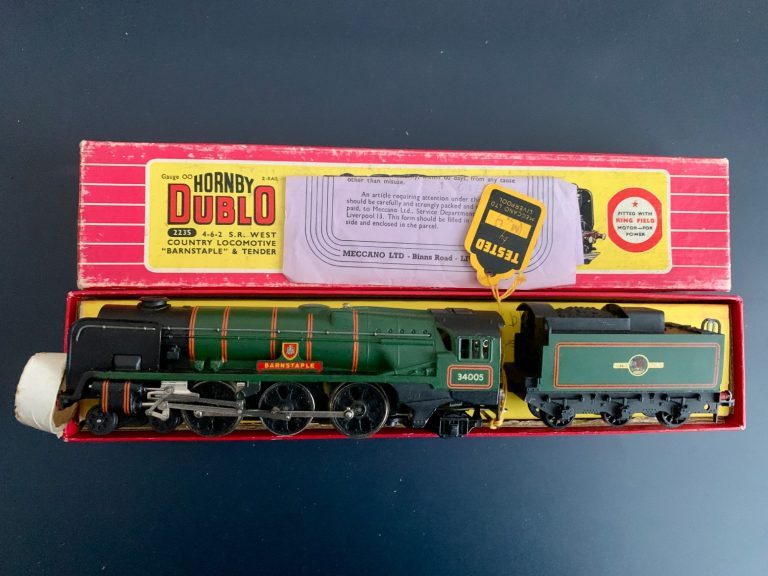 Gauge OO
HORNBY
2-RAIL
DUBLO
2235 4-6-2 S.R. WEST
COUNTRY LOCOMOTIVE
"BARNSTAPLE" & TENDER
other than misuse.
An article requiring attention under th
should be carefully and strongly packed and
paid, to Meccano Ltd., Service Department
Liverpool 13. This form should be filled in
side and enclosed in the parcel.
MECCANO LTD - Binns Road - LI
TESTED
by
MECCANO LTD
LIVERPOOL
FITTED WITH
RING FIELD
MOTOR-FOR
POWER
BARNSTAPLE
34005